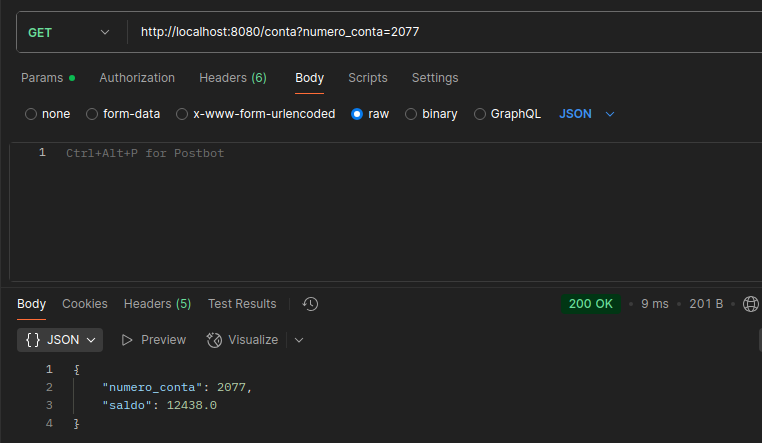 GET http://localhost:8080/conta?numero_conta=2077
Params Authorization Headers (6) Body Scripts Settings
none form-data x-www-form-urlencoded raw binary GraphQL JSON
1 Ctrl+Alt+P for Postbot
Body Cookies Headers (5) Test Results 200 OK 9 ms 201 B
{} JSON Preview Visualize
1 {
2 "numero_conta": 2077,
3 "saldo": 12438.0
4 }